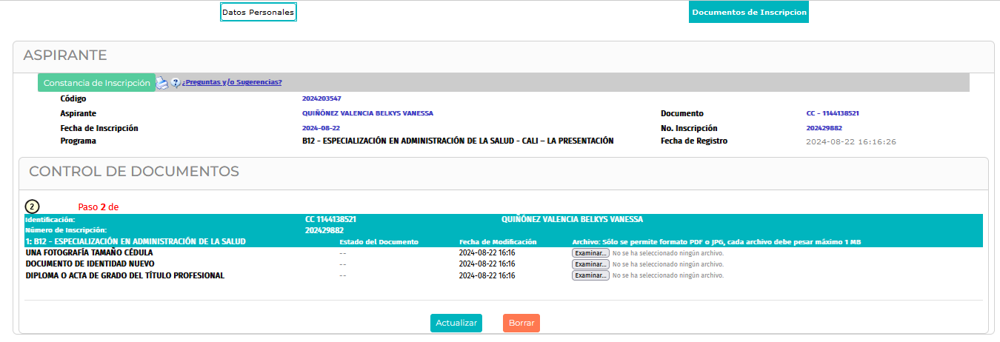 Datos Personales
Documentos de Inscripcion
ASPIRANTE
Constancia de Inscripción ? ¿Preguntas y/o Sugerencias?
Código 2024203547
Aspirante QUIÑÓNEZ VALENCIA BELKYS VANESSA Documento CC - 1144138521
Fecha de Inscripción 2024-08-22 No. Inscripción 202429882
Programa B12 - ESPECIALIZACIÓN EN ADMINISTRACIÓN DE LA SALUD - CALI – LA PRESENTACIÓN Fecha de Registro 2024-08-22 16:16:26
CONTROL DE DOCUMENTOS
2 Paso 2 de
Identificación: CC 1144138521 QUIÑÓNEZ VALENCIA BELKYS VANESSA
Número de Inscripción: 202429882
1: B12 - ESPECIALIZACIÓN EN ADMINISTRACIÓN DE LA SALUD Estado del Documento Fecha de Modificación Archivo: Sólo se permite formato PDF o JPG, cada archivo debe pesar máximo 1 MB
UNA FOTOGRAFÍA TAMAÑO CÉDULA -- 2024-08-22 16:16 Examinar... No se ha seleccionado ningún archivo.
DOCUMENTO DE IDENTIDAD NUEVO -- 2024-08-22 16:16 Examinar... No se ha seleccionado ningún archivo.
DIPLOMA O ACTA DE GRADO DEL TÍTULO PROFESIONAL -- 2024-08-22 16:16 Examinar... No se ha seleccionado ningún archivo.
Actualizar Borrar